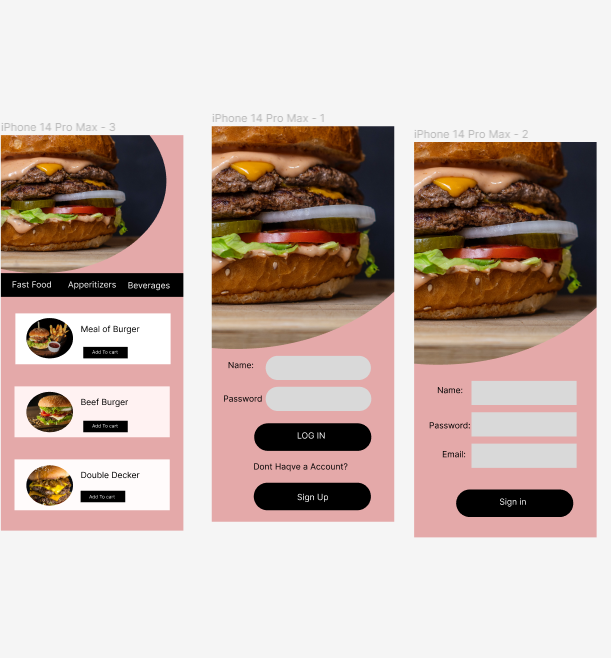 iPhone 14 Pro Max - 3
Fast Food Apperitizers Beverages
Meal of Burger
Add To cart
Beef Burger
Add To cart
Double Decker
Add To cart
iPhone 14 Pro Max - 1
Name:
Password
LOG IN
Dont Haqve a Account?
Sign Up
iPhone 14 Pro Max - 2
Name:
Password:
Email:
Sign in